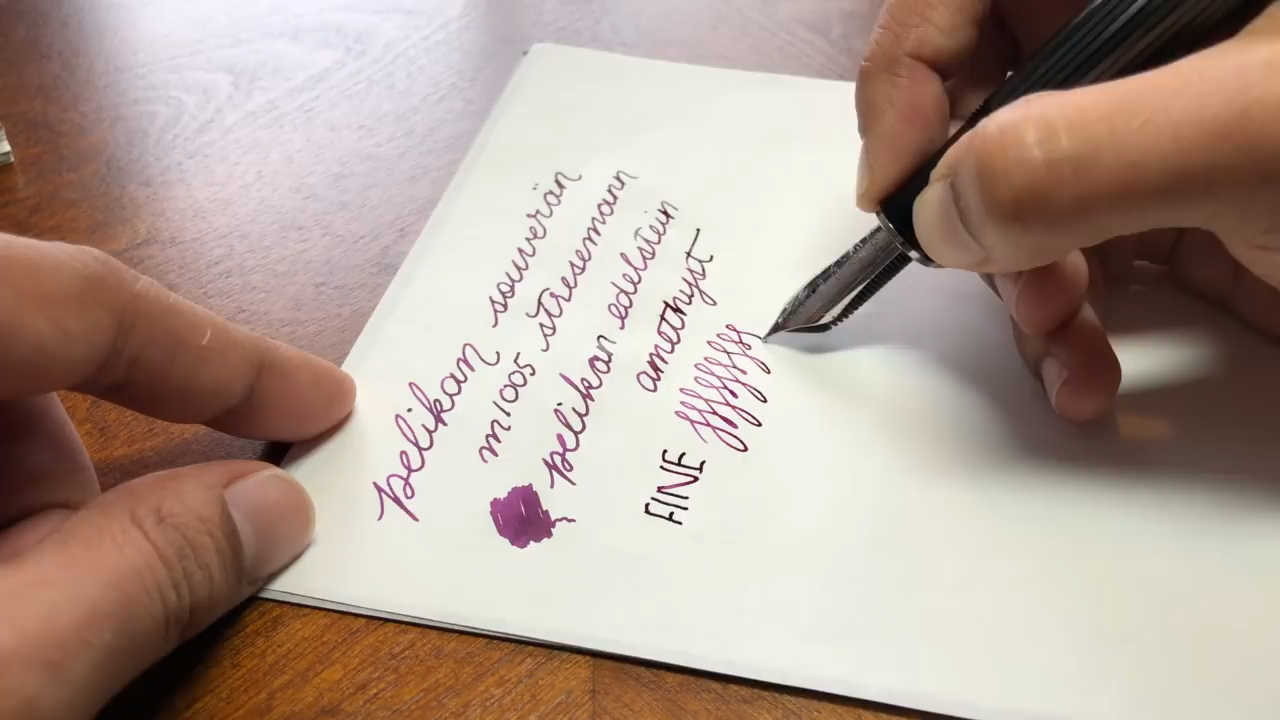 pelikan souverän
m1005 stresemann
pelikan edelstein
amethyst
FINE